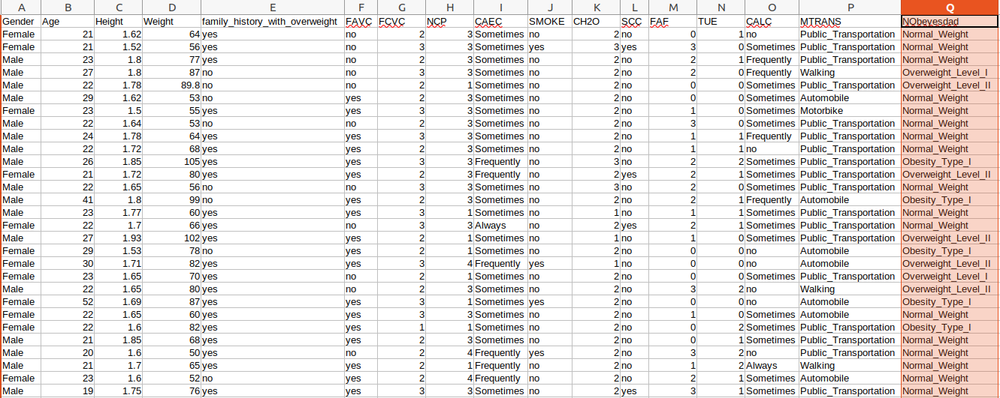 A B C D E F G H I J K L M N O P Q
Gender Age Height Weight family_history_with_overweight FAVC FCVC NCP CAEC SMOKE CH2O SCC FAF TUE CALC MTRANS NObeyesdad
Female 21 1.62 64 yes no 2 3 Sometimes no 2 no 0 1 no Public_Transportation Normal_Weight
Female 21 1.52 56 yes no 3 3 Sometimes yes 3 yes 3 0 Sometimes Public_Transportation Normal_Weight
Male 23 1.8 77 yes no 2 3 Sometimes no 2 no 2 1 Frequently Public_Transportation Normal_Weight
Male 27 1.8 87 no no 3 3 Sometimes no 2 no 2 0 Frequently Walking Overweight_Level_I
Male 22 1.78 89.8 no no 2 1 Sometimes no 2 no 0 0 Sometimes Public_Transportation Overweight_Level_II
Male 29 1.62 53 no yes 2 3 Sometimes no 2 no 0 0 Sometimes Automobile Normal_Weight
Female 23 1.5 55 yes yes 3 3 Sometimes no 2 no 1 0 Sometimes Motorbike Normal_Weight
Male 22 1.64 53 no no 2 3 Sometimes no 2 no 3 0 Sometimes Public_Transportation Normal_Weight
Male 24 1.78 64 yes yes 3 3 Sometimes no 2 no 1 1 Frequently Public_Transportation Normal_Weight
Male 22 1.72 68 yes yes 2 3 Sometimes no 2 no 1 1 no Public_Transportation Normal_Weight
Male 26 1.85 105 yes yes 3 3 Frequently no 3 no 2 2 Sometimes Public_Transportation Obesity_Type_I
Female 21 1.72 80 yes yes 2 3 Frequently no 2 yes 2 1 Sometimes Public_Transportation Overweight_Level_II
Male 22 1.65 56 no no 3 3 Sometimes no 3 no 2 0 Sometimes Public_Transportation Normal_Weight
Male 41 1.8 99 no yes 2 3 Sometimes no 2 no 2 1 Frequently Automobile Obesity_Type_I
Male 23 1.77 60 yes yes 3 1 Sometimes no 1 no 1 1 Sometimes Public_Transportation Normal_Weight
Female 22 1.7 66 yes no 3 3 Always no 2 yes 2 1 Sometimes Public_Transportation Normal_Weight
Male 27 1.93 102 yes yes 2 1 Sometimes no 1 no 1 0 Sometimes Public_Transportation Overweight_Level_II
Female 29 1.53 78 no yes 2 1 Sometimes no 2 no 0 0 no Automobile Obesity_Type_I
Female 30 1.71 82 yes yes 3 4 Frequently yes 1 no 0 0 no Automobile Overweight_Level_II
Female 23 1.65 70 yes no 2 1 Sometimes no 2 no 0 0 Sometimes Public_Transportation Overweight_Level_I
Male 22 1.65 80 yes no 2 3 Sometimes no 2 no 3 2 no Walking Overweight_Level_II
Female 52 1.69 87 yes yes 3 1 Sometimes yes 2 no 0 0 no Automobile Obesity_Type_I
Female 22 1.65 60 yes yes 3 3 Sometimes no 2 no 1 0 Sometimes Automobile Normal_Weight
Female 22 1.6 82 yes yes 1 1 Sometimes no 2 no 0 2 Sometimes Public_Transportation Obesity_Type_I
Male 21 1.85 68 yes yes 2 3 Sometimes no 2 no 0 1 Sometimes Public_Transportation Normal_Weight
Male 20 1.6 50 yes no 2 4 Frequently yes 2 no 3 2 no Public_Transportation Normal_Weight
Male 21 1.7 65 yes yes 2 1 Frequently no 2 no 1 2 Always Walking Normal_Weight
Female 23 1.6 52 no yes 2 4 Frequently no 2 no 2 1 Sometimes Automobile Normal_Weight
Male 19 1.75 76 yes yes 3 3 Sometimes no 2 yes 3 1 Sometimes Public_Transportation Normal_Weight